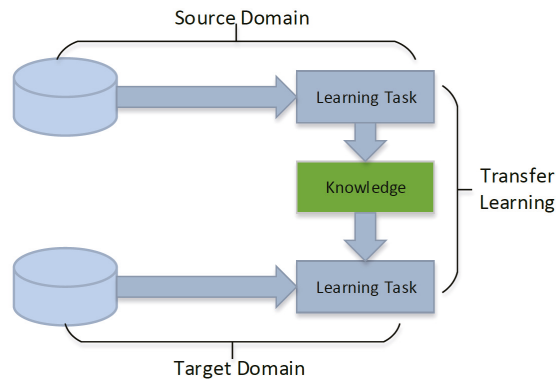 Source Domain
Learning Task
Knowledge
Transfer
Learning
Learning Task
Target Domain